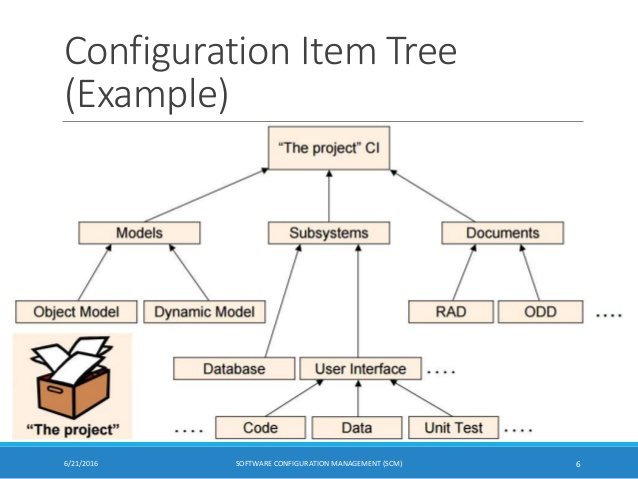 Configuration Item Tree
(Example)
"The project" CI
Models
Subsystems
Documents
Object Model
Dynamic Model
RAD
ODD
....
Database
User Interface
....
"The project"
....
Code
Data
Unit Test
....
6/21/2016
SOFTWARE CONFIGURATION MANAGEMENT (SCM)
6